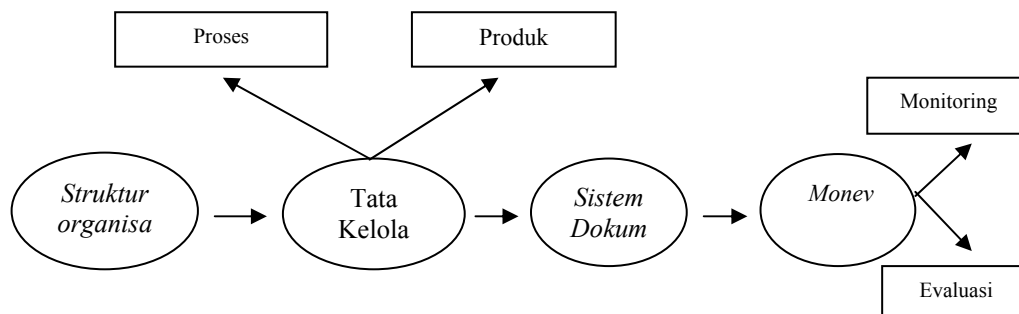 Proses
Produk
Monitoring
Struktur
organisa
Tata
Kelola
Sistem
Dokum
Monev
Evaluasi